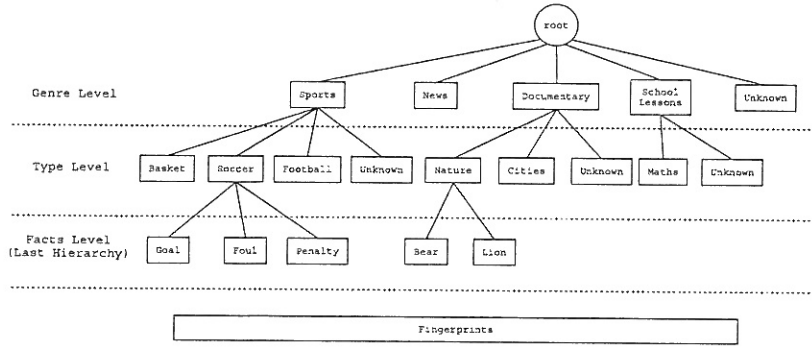 root
Genre Level
Sports
News
Documentary
School
Lessons
Unknown
Type Level
Basket
Soccer
Football
Unknown
Nature
Cities
Unknown
Maths
Unknown
Facts Level
(Last Hierarchy)
Goal
Foul
Penalty
Bear
Lion
Fingerprints